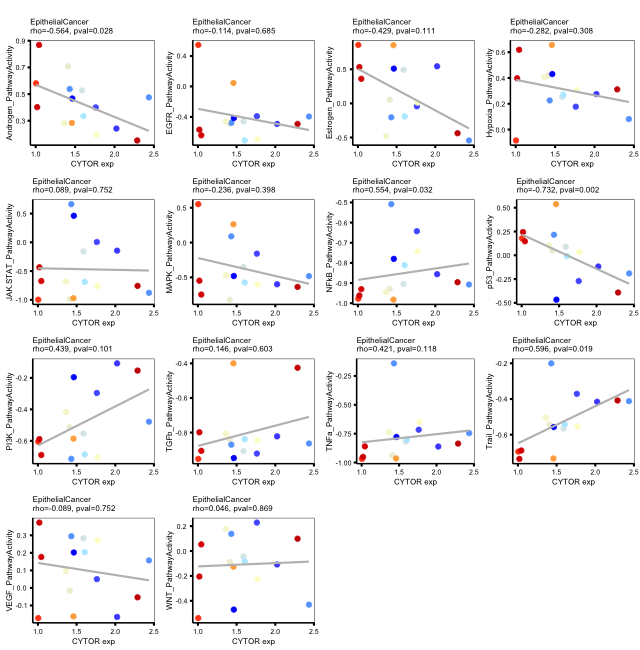 EpithelialCancer
rho=-0.564, pval=0.028
Androgen_PathwayActivity
0.9
0.7
0.5
0.3
1.0
1.5
2.0
2.5
CYTOR exp
EpithelialCancer
rho=-0.114, pval=0.685
EGFR_PathwayActivity
0.4
0.0
-0.4
1.0
1.5
2.0
2.5
CYTOR exp
EpithelialCancer
rho=-0.429, pval=0.111
Estrogen_PathwayActivity
0.5
0.0
-0.5
1.0
1.5
2.0
2.5
CYTOR exp
EpithelialCancer
rho=-0.282, pval=0.308
Hypoxia_PathwayActivity
0.6
0.4
0.2
0.0
1.0
1.5
2.0
2.5
CYTOR exp
EpithelialCancer
rho=0.089, pval=0.752
JAK.STAT_PathwayActivity
0.5
0.0
-0.5
-1.0
1.0
1.5
2.0
2.5
CYTOR exp
EpithelialCancer
rho=-0.236, pval=0.398
MAPK_PathwayActivity
0.5
0.0
-0.5
1.0
1.5
2.0
2.5
CYTOR exp
EpithelialCancer
rho=0.554, pval=0.032
NFkB_PathwayActivity
-0.5
-0.6
-0.7
-0.8
-0.9
-1.0
1.0
1.5
2.0
2.5
CYTOR exp
EpithelialCancer
rho=-0.732, pval=0.002
p53_PathwayActivity
0.50
0.25
0.00
-0.25
-0.50
1.0
1.5
2.0
2.5
CYTOR exp
EpithelialCancer
rho=0.439, pval=0.101
PI3K_PathwayActivity
-0.2
-0.4
-0.6
1.0
1.5
2.0
2.5
CYTOR exp
EpithelialCancer
rho=0.146, pval=0.603
TGFb_PathwayActivity
-0.4
-0.6
-0.8
1.0
1.5
2.0
2.5
CYTOR exp
EpithelialCancer
rho=0.421, pval=0.118
TNFa_PathwayActivity
-0.25
-0.50
-0.75
-1.00
1.0
1.5
2.0
2.5
CYTOR exp
EpithelialCancer
rho=0.596, pval=0.019
Trail_PathwayActivity
-0.2
-0.4
-0.6
1.0
1.5
2.0
2.5
CYTOR exp
EpithelialCancer
rho=-0.089, pval=0.752
VEGF_PathwayActivity
0.3
0.2
0.1
0.0
-0.1
1.0
1.5
2.0
2.5
CYTOR exp
EpithelialCancer
rho=0.046, pval=0.869
WNT_PathwayActivity
0.2
0.0
-0.2
-0.4
1.0
1.5
2.0
2.5
CYTOR exp